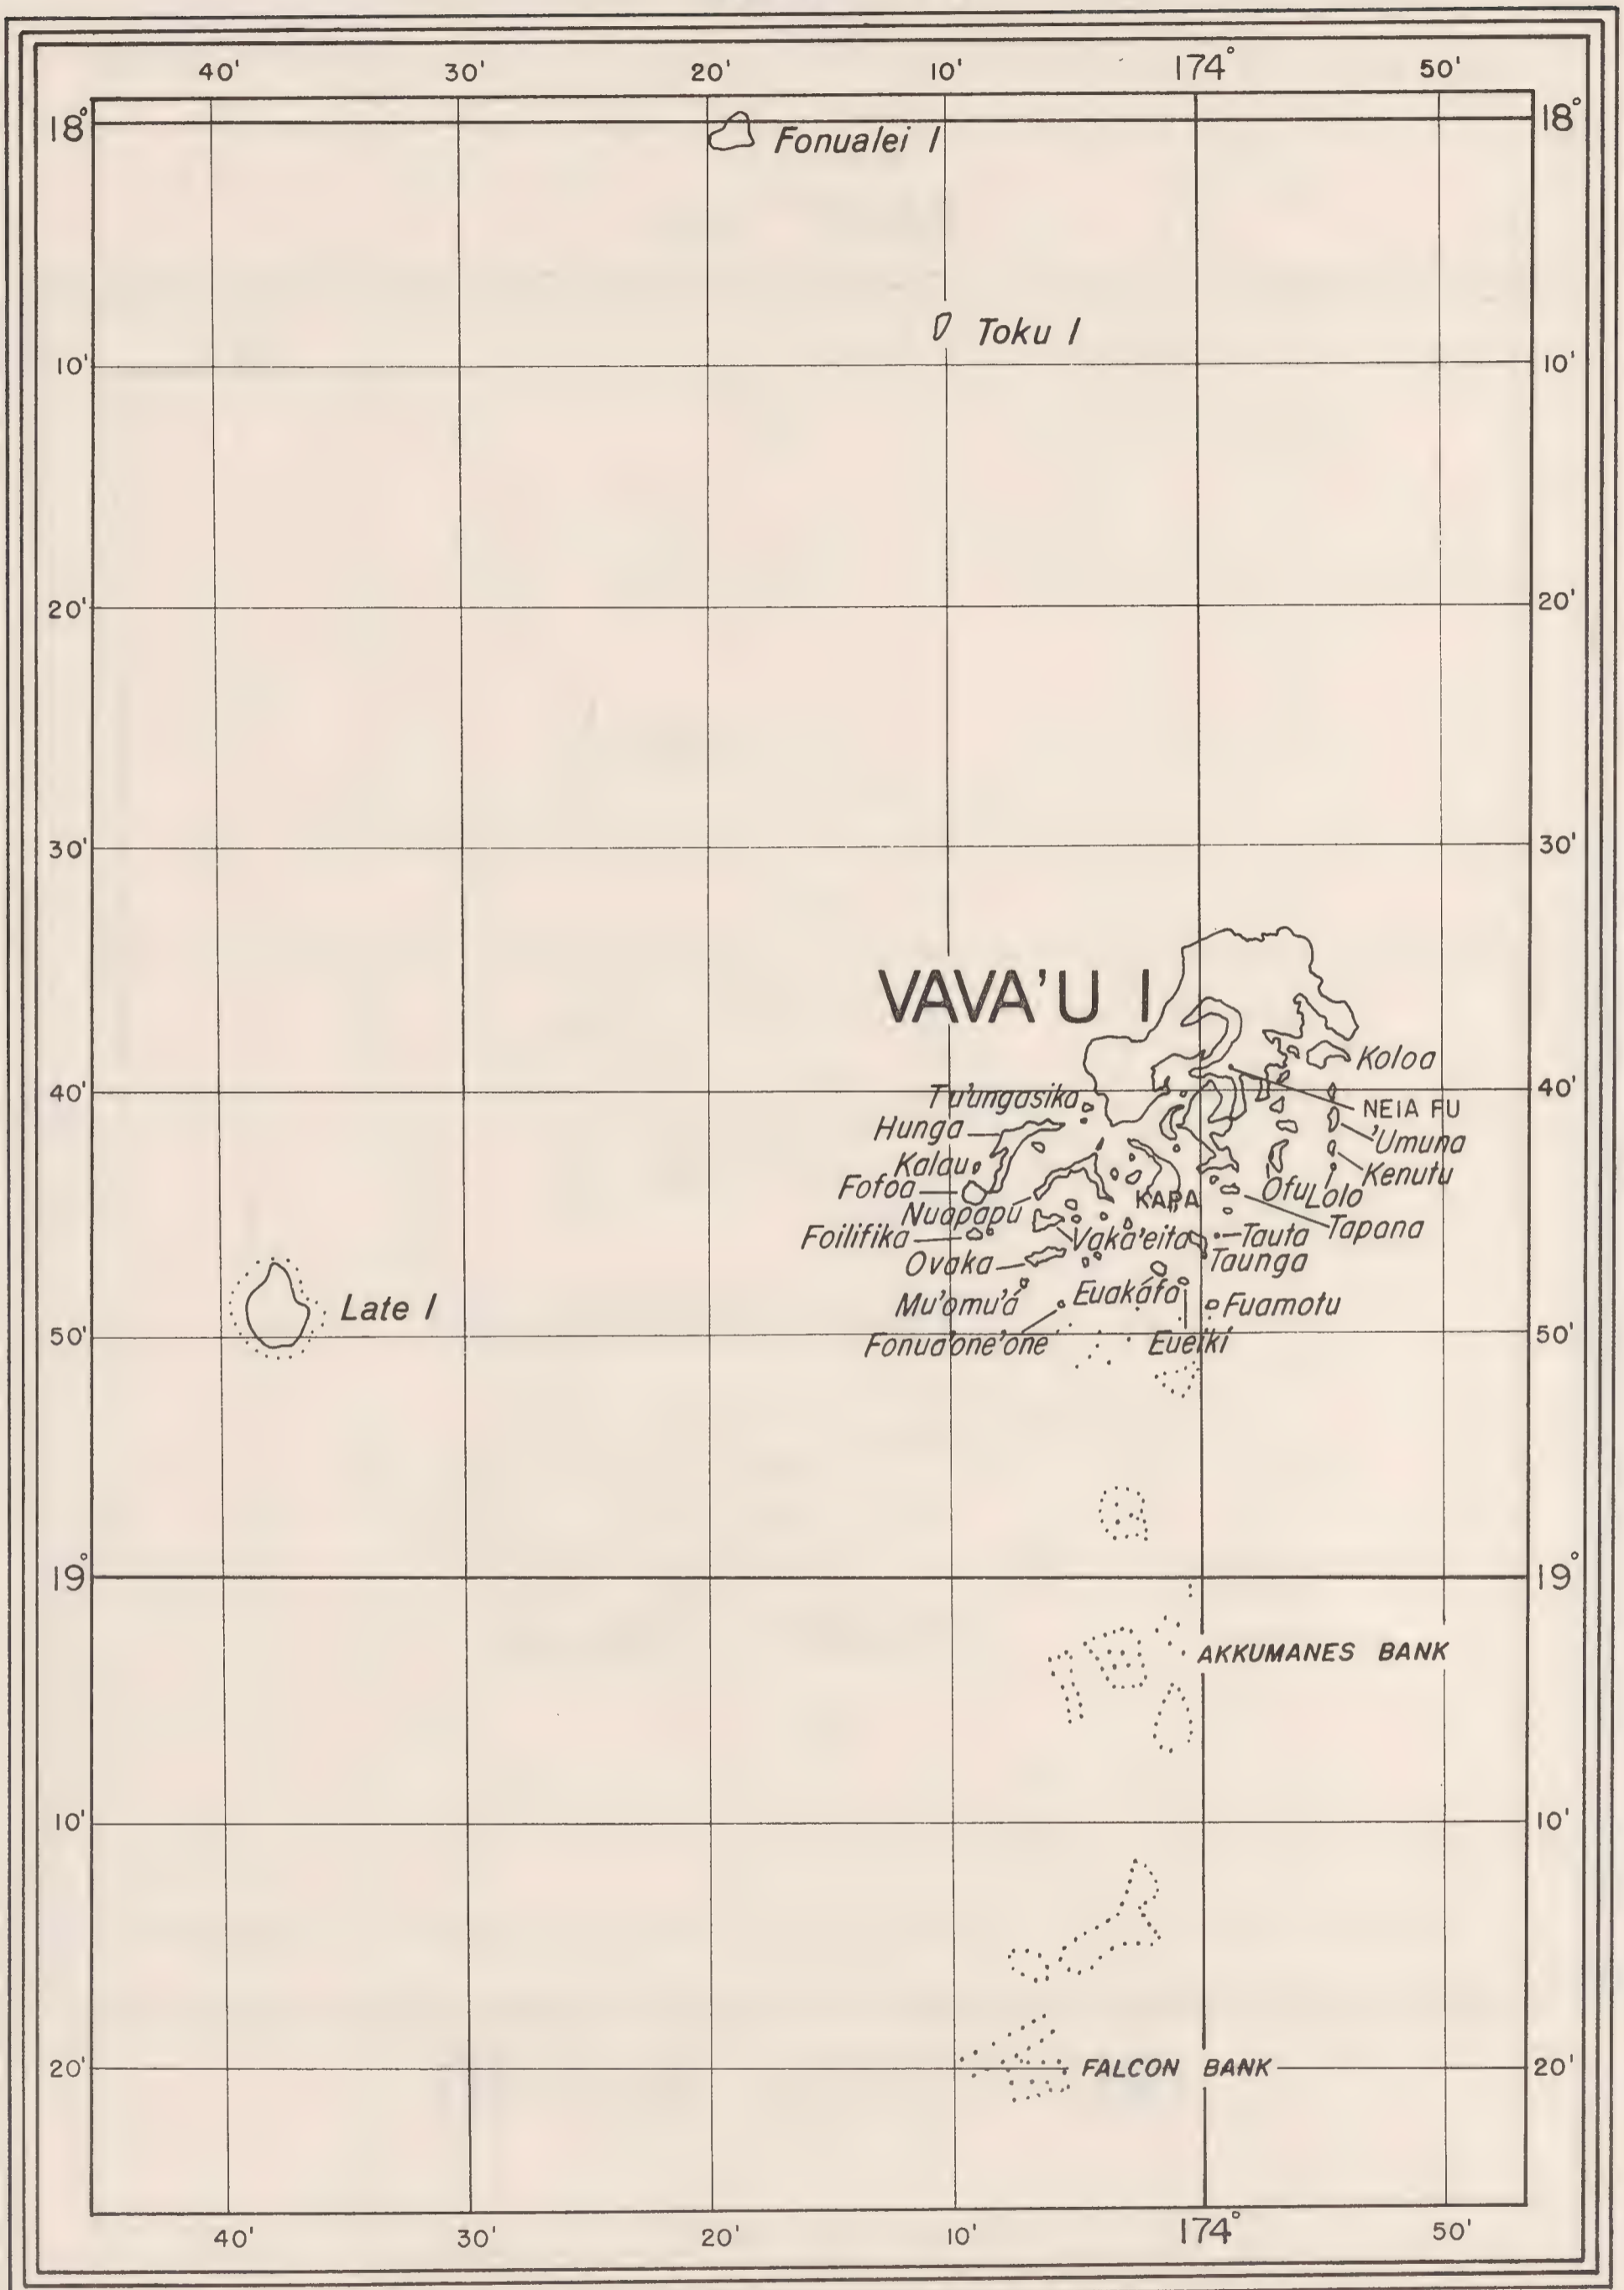 40' 30' 20' 10' 174° 50'
18° 18°
Fonualei I
Toku I
10' 10'
20' 20'
30' 30'
VAVA'U I
Koloa
40' 40'
Tu'ungasika
NEIA FU
Hunga
'Umuna
Kalau
Kenutu
Fofoa
KAPA
Ofu
Lolo
Nuapapu
Tapana
Foilifika
Vaka'eita
Tauta
Ovaka
Taunga
Mu'omu'á
Euakáfa
Fuamotu
Late I
50' 50'
Fonua'one'one
Eueiki
19° 19°
AKKUMANES BANK
10' 10'
20' FALCON BANK 20'
40' 30' 20' 10' 174° 50'